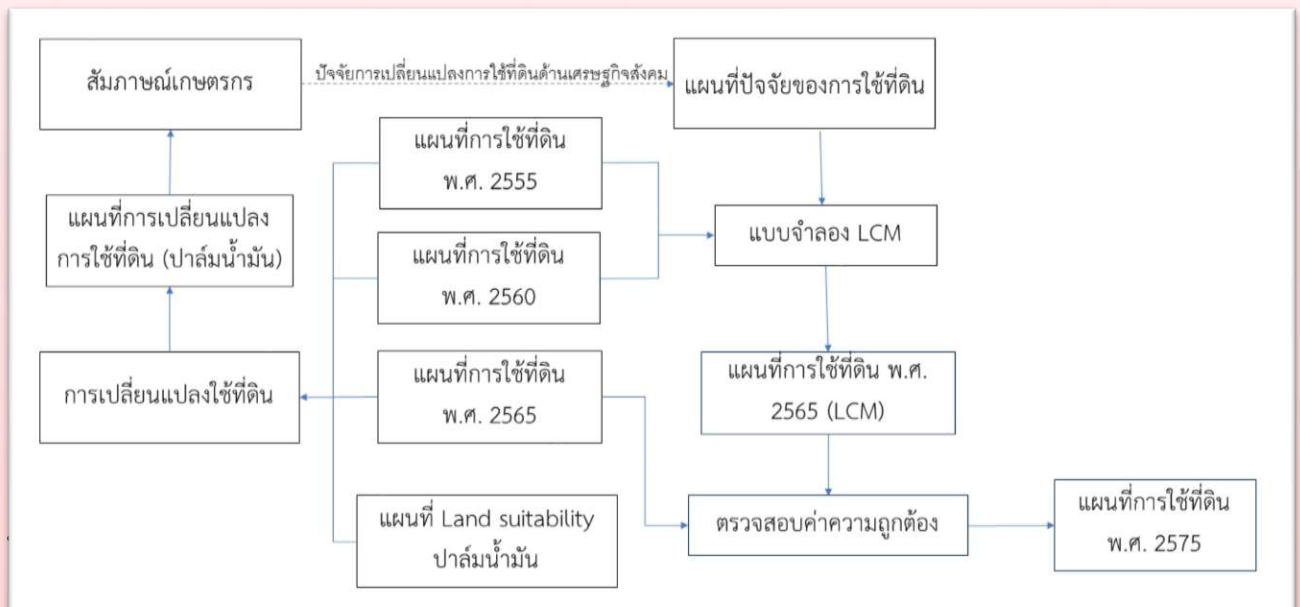 สัมภาษณ์เกษตรกร
ปัจจัยการเปลี่ยนแปลงการใช้ที่ดินด้านเศรษฐกิจสังคม
แผนที่ปัจจัยของการใช้ที่ดิน
แผนที่การใช้ที่ดิน
พ.ศ. 2555
แผนที่การเปลี่ยนแปลง
การใช้ที่ดิน (ปาล์มน้ำมัน)
แผนที่การใช้ที่ดิน
พ.ศ. 2560
แบบจำลอง LCM
การเปลี่ยนแปลงใช้ที่ดิน
แผนที่การใช้ที่ดิน
พ.ศ. 2565
แผนที่การใช้ที่ดิน พ.ศ.
2565 (LCM)
แผนที่ Land suitability
ปาล์มน้ำมัน
ตรวจสอบค่าความถูกต้อง
แผนที่การใช้ที่ดิน
พ.ศ. 2575